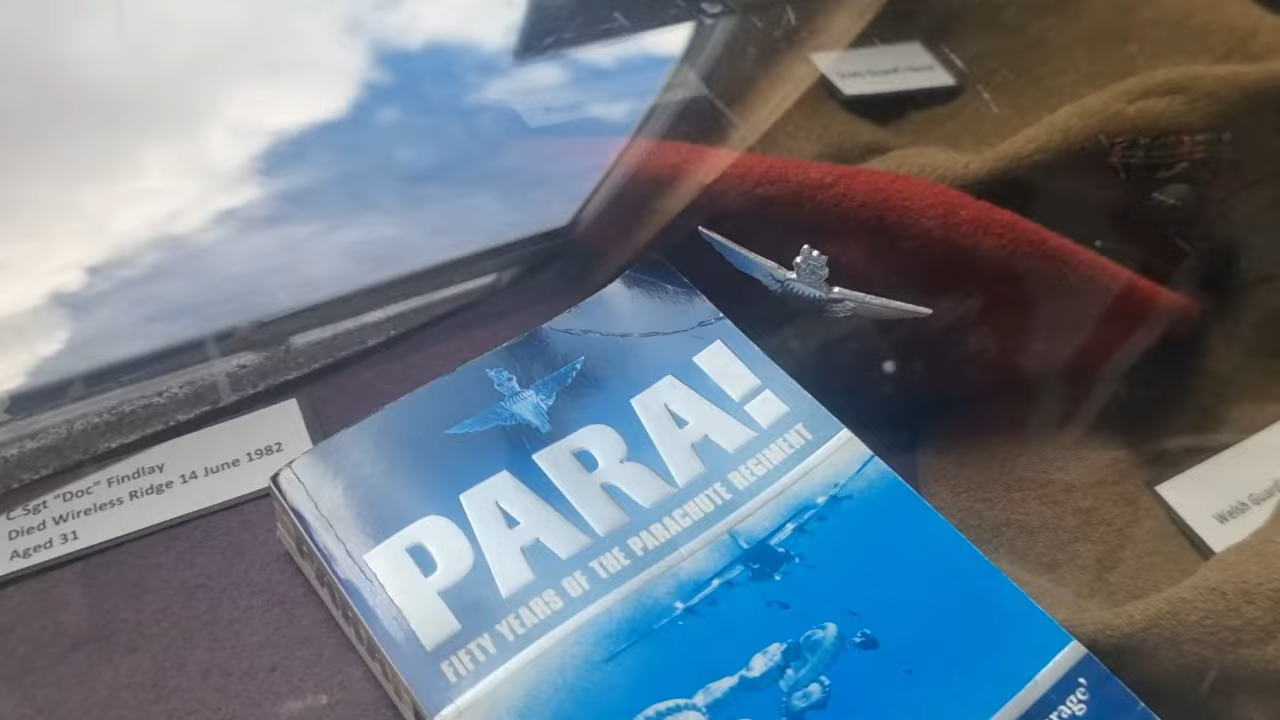 C.Sgt "Doc" Findlay
Died Wireless Ridge 14 June 1982
Aged 31
PARA!
FIFTY YEARS OF THE PARACHUTE REGIMENT
Welsh